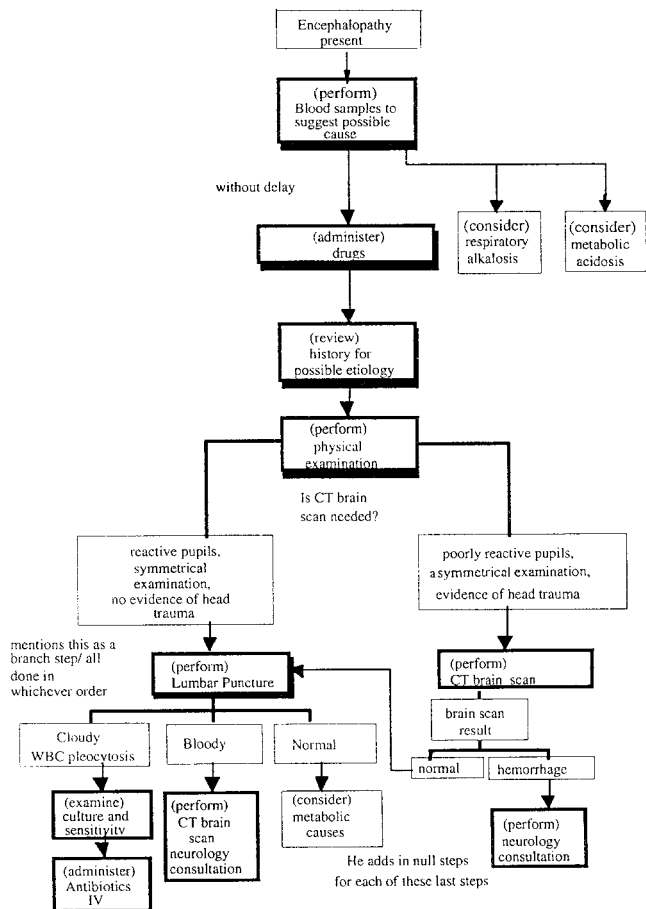 Encephalopathy
present
(perform)
Blood samples to
suggest possible
cause
without delay
(administer)
drugs
(consider)
respiratory
alkalosis
(consider)
metabolic
acidosis
(review)
history for
possible etiology
(perform)
physical
examination
Is CT brain
scan needed?
reactive pupils,
symmetrical
examination,
no evidence of head
trauma
poorly reactive pupils,
asymmetrical examination,
evidence of head trauma
mentions this as a
branch step/ all
done in
whichever order
(perform)
Lumbar Puncture
(perform)
CT brain scan
brain scan
result
Cloudy
WBC pleocytosis
Bloody
Normal
normal
hemorrhage
(examine)
culture and
sensitivity
(perform)
CT brain
scan
neurology
consultation
(consider)
metabolic
causes
(perform)
neurology
consultation
(administer)
Antibiotics
IV
He adds in null steps
for each of these last steps